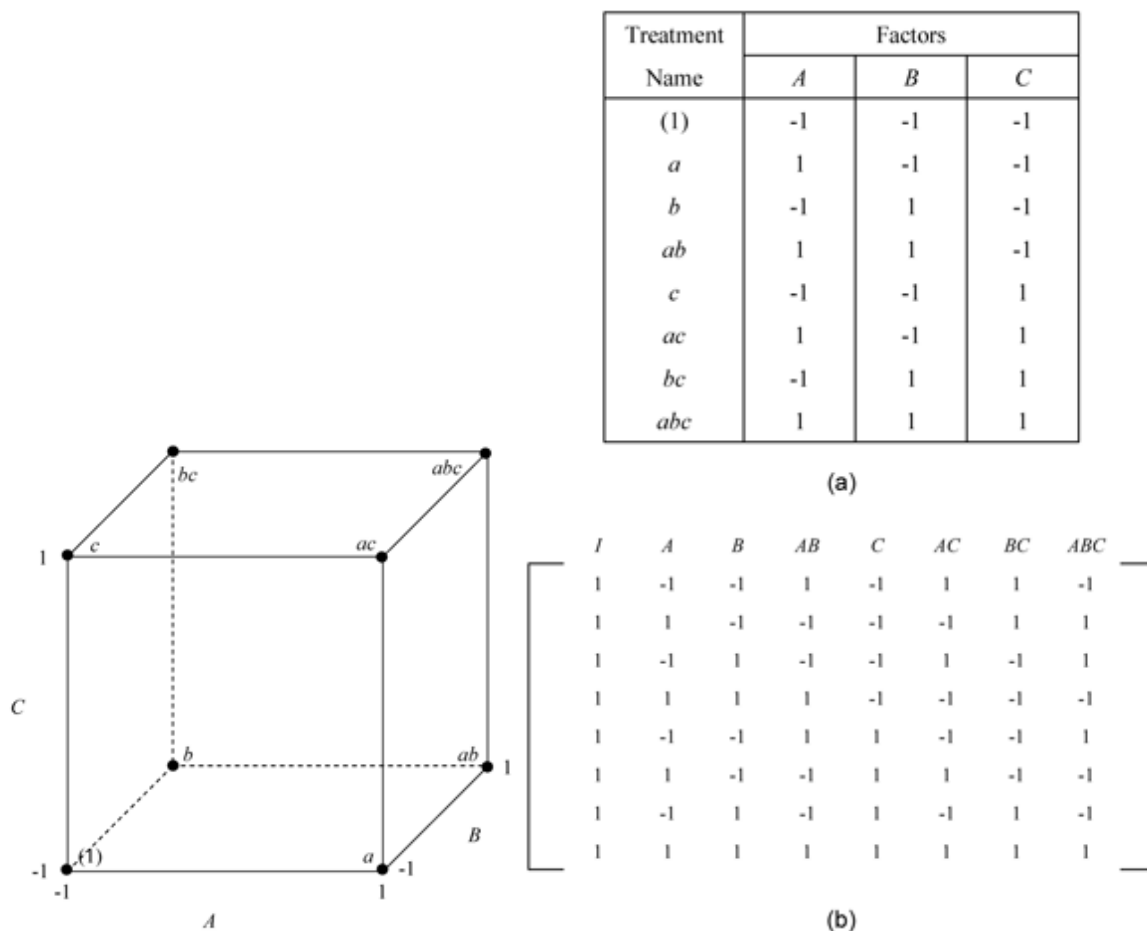 Treatment Factors
Name A B C
(1) -1 -1 -1
a 1 -1 -1
b -1 1 -1
ab 1 1 -1
c -1 -1 1
ac 1 -1 1
bc -1 1 1
abc 1 1 1
(a)
bc abc
1 c ac
C
b ab 1
B
-1 (1) a -1
-1 1
A
I A B AB C AC BC ABC
1 -1 -1 1 -1 1 1 -1
1 1 -1 -1 -1 -1 1 1
1 -1 1 -1 -1 1 -1 1
1 1 1 1 -1 -1 -1 -1
1 -1 -1 1 1 -1 -1 1
1 1 -1 -1 1 1 -1 -1
1 -1 1 -1 1 -1 1 -1
1 1 1 1 1 1 1 1
(b)